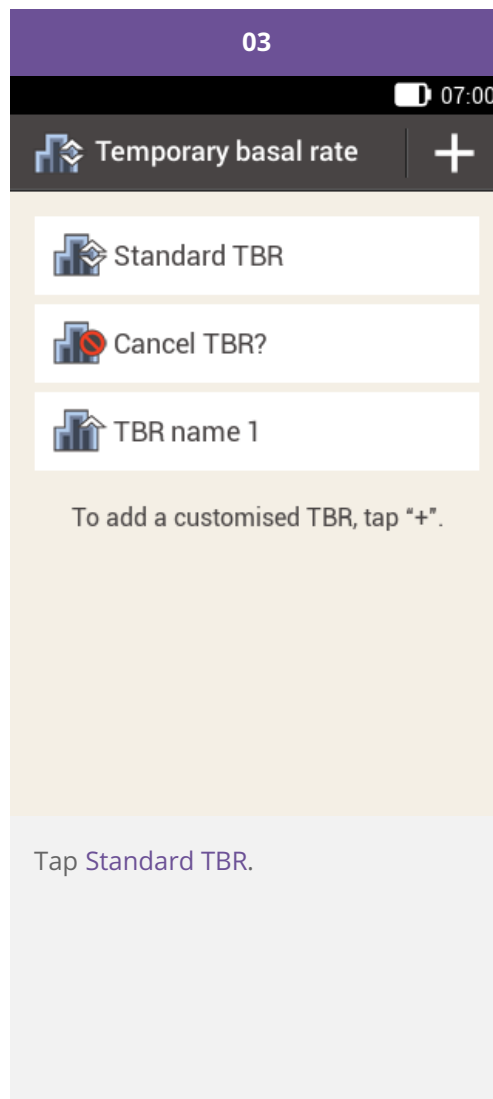 03
07:00
Temporary basal rate
Standard TBR
Cancel TBR?
TBR name 1
To add a customised TBR, tap “+”.
Tap Standard TBR.